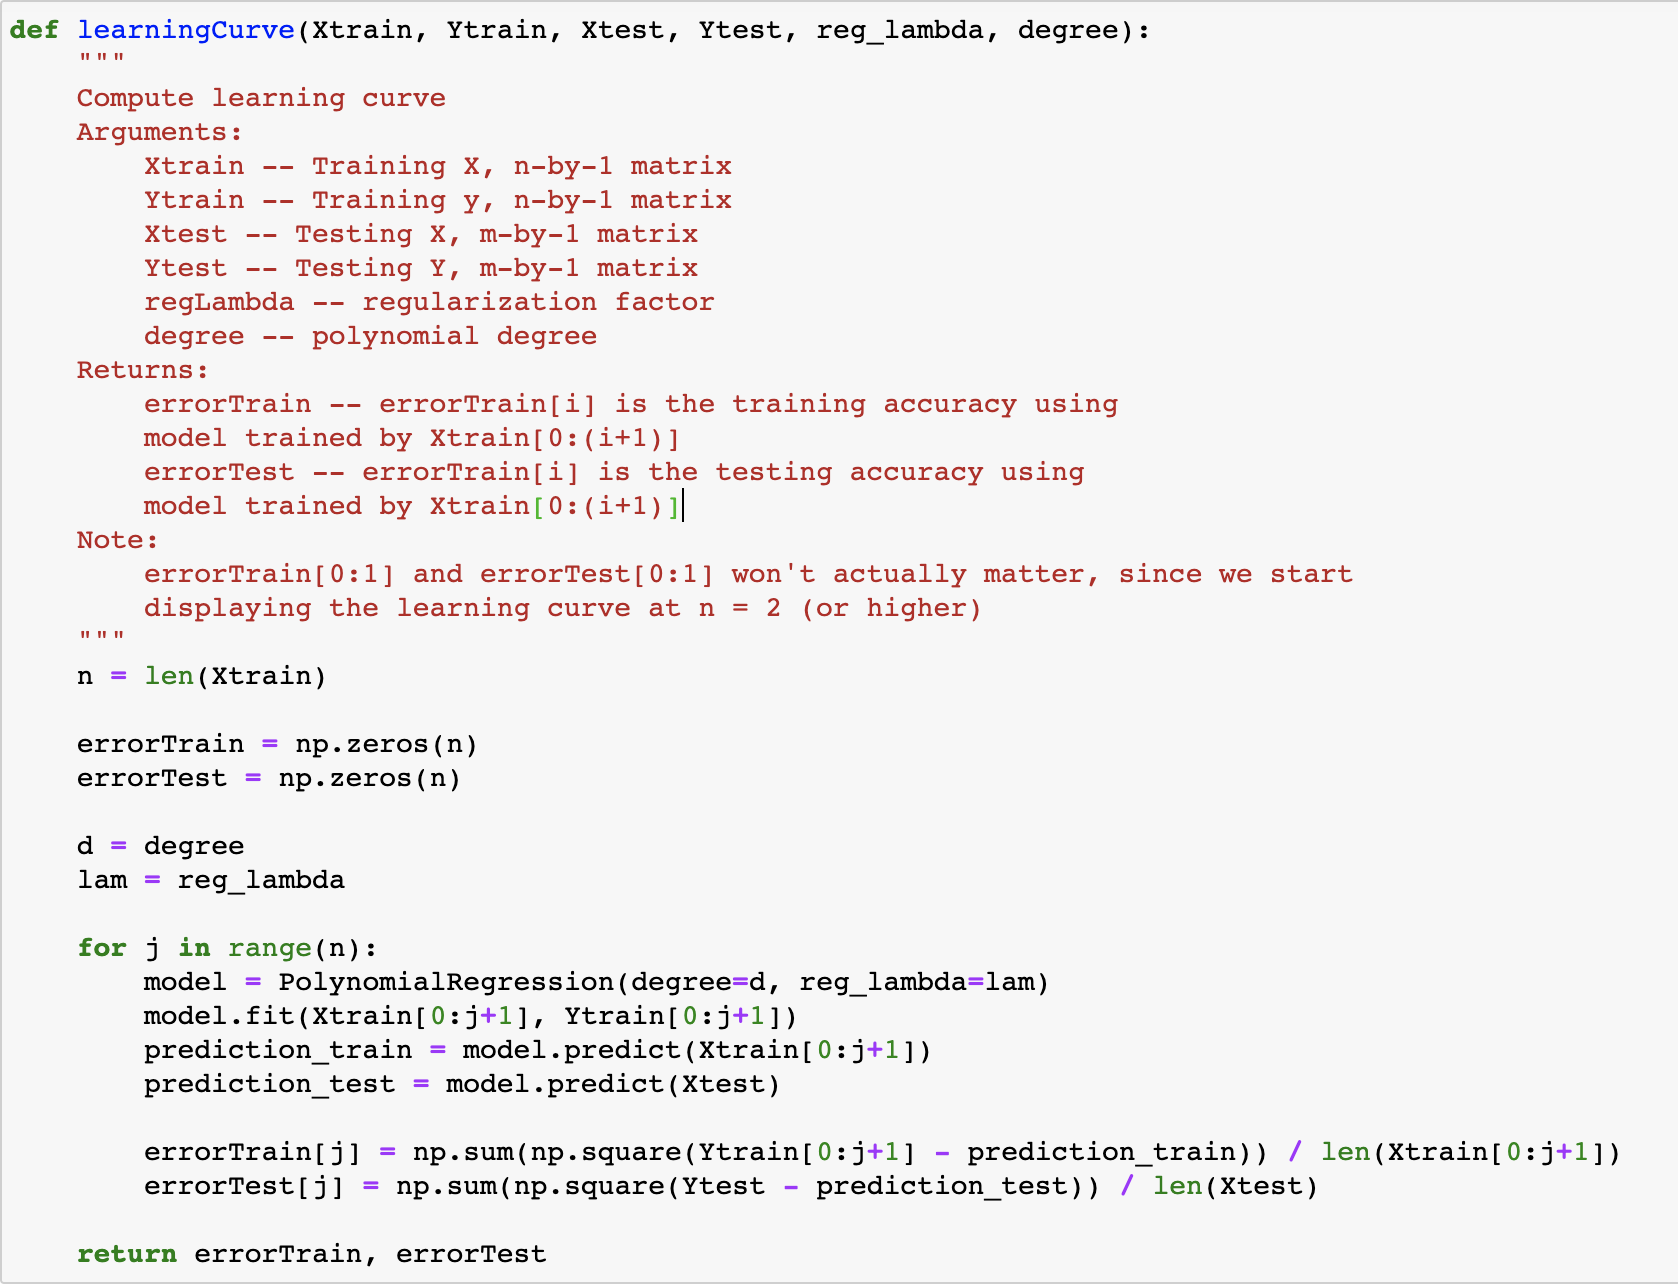 def learningCurve(Xtrain, Ytrain, Xtest, Ytest, reg_lambda, degree):
    """
    Compute learning curve
    Arguments:
        Xtrain -- Training X, n-by-1 matrix
        Ytrain -- Training y, n-by-1 matrix
        Xtest -- Testing X, m-by-1 matrix
        Ytest -- Testing Y, m-by-1 matrix
        regLambda -- regularization factor
        degree -- polynomial degree
    Returns:
        errorTrain -- errorTrain[i] is the training accuracy using
        model trained by Xtrain[0:(i+1)]
        errorTest -- errorTrain[i] is the testing accuracy using
        model trained by Xtrain[0:(i+1)]
    Note:
        errorTrain[0:1] and errorTest[0:1] won't actually matter, since we start
        displaying the learning curve at n = 2 (or higher)
    """
    n = len(Xtrain)

    errorTrain = np.zeros(n)
    errorTest = np.zeros(n)

    d = degree
    lam = reg_lambda

    for j in range(n):
        model = PolynomialRegression(degree=d, reg_lambda=lam)
        model.fit(Xtrain[0:j+1], Ytrain[0:j+1])
        prediction_train = model.predict(Xtrain[0:j+1])
        prediction_test = model.predict(Xtest)

        errorTrain[j] = np.sum(np.square(Ytrain[0:j+1] - prediction_train)) / len(Xtrain[0:j+1])
        errorTest[j] = np.sum(np.square(Ytest - prediction_test)) / len(Xtest)

    return errorTrain, errorTest